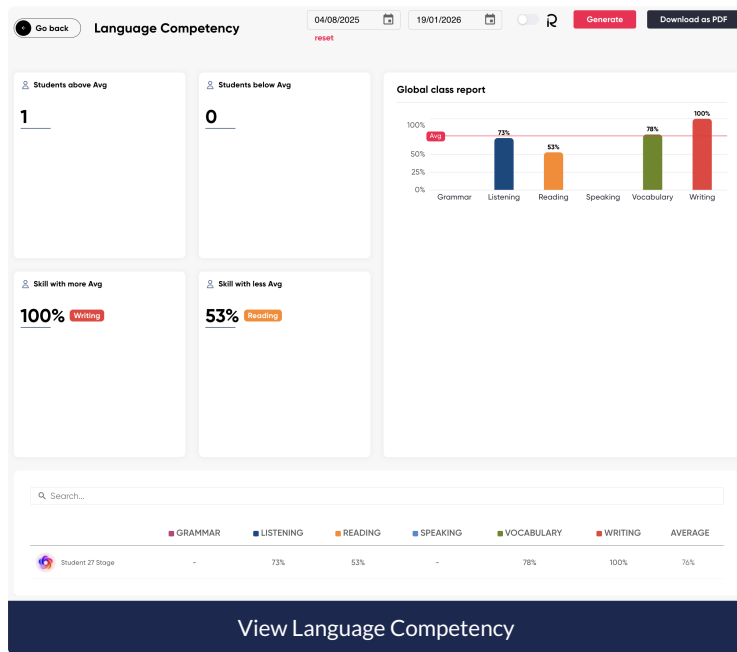 Go back
Language Competency
04/08/2025
19/01/2026
reset
Generate
Download as PDF
Students above Avg
1
Students below Avg
0
Skill with more Avg
100% Writing
Skill with less Avg
53% Reading
Global class report
100%
Avg
50%
25%
0%
73%
53%
78%
100%
Grammar Listening Reading Speaking Vocabulary Writing
Search...
GRAMMAR LISTENING READING SPEAKING VOCABULARY WRITING AVERAGE
Student 27 Stage - 73% 53% - 78% 100% 76%
View Language Competency